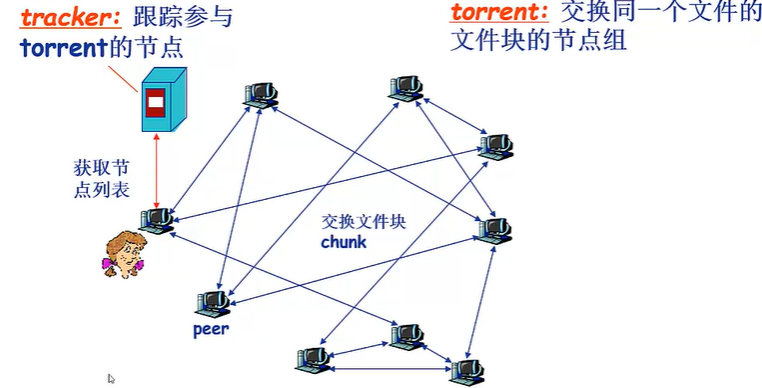 tracker: 跟踪参与
torrent的节点
torrent: 交换同一个文件的
文件块的节点组
获取节
点列表
交换文件块
chunk
peer